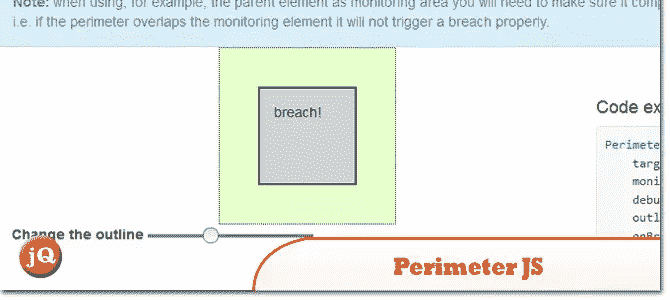 Note: when using, for example, the parent element as monitoring area you will need to make sure it
i.e. if the perimeter overlaps the monitoring element it will not trigger a breach properly.
breach!
Code ex
Perimete
targ
moni
debu
outl
onBr
Change the outline
jQ
Perimeter JS